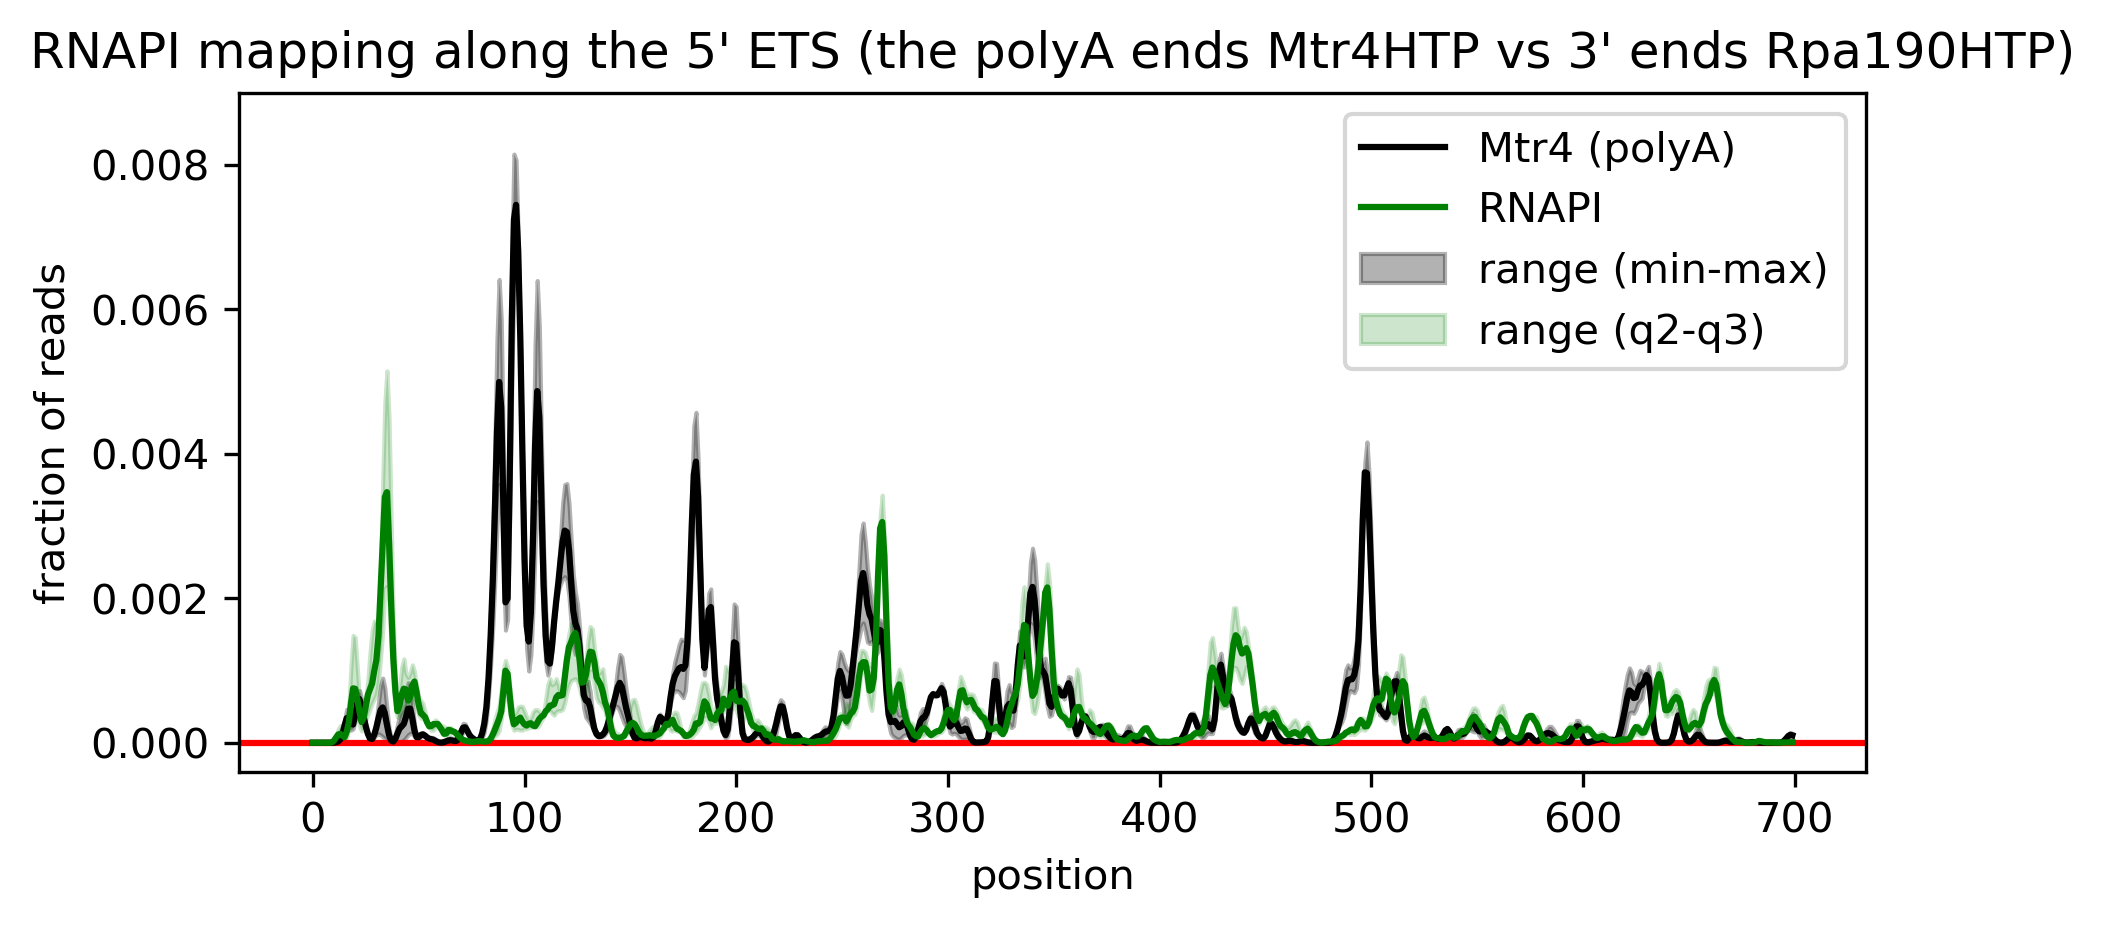 RNAPI mapping along the 5' ETS (the polyA ends Mtr4HTP vs 3' ends Rpa190HTP)
Mtr4 (polyA)
RNAPI
range (min-max)
range (q2-q3)
fraction of reads
0.008
0.006
0.004
0.002
0.000
0 100 200 300 400 500 600 700
position